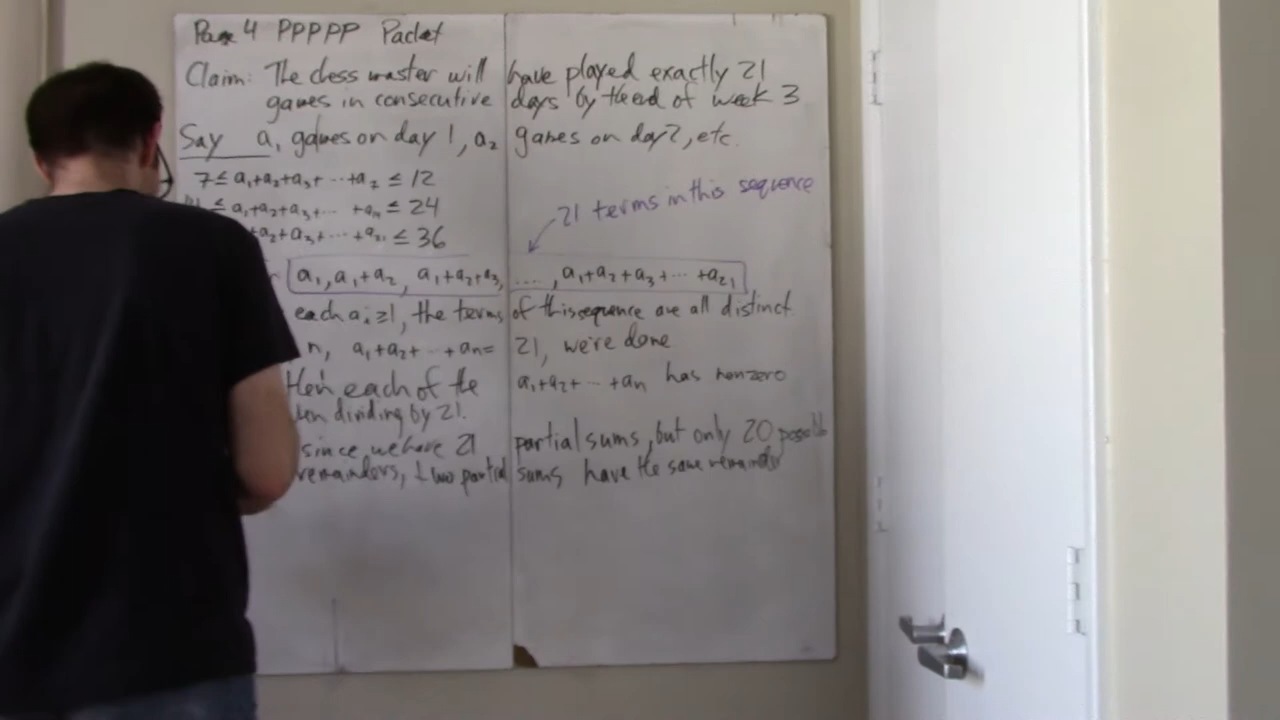 Page 4 PPPPP Packet
Claim: The chess master will have played exactly 21
games in consecutive days by the end of week 3
Say a₁ games on day 1, a₂ games on day 2, etc.
7 ≤ a₁+a₂+a₃+ ⋯ +a₇ ≤ 12
≤ a₁+a₂+a₃+ ⋯ +a₁₄ ≤ 24
+a₂+a₃+ ⋯ +a₂₁ ≤ 36
21 terms in this sequence
a₁, a₁+a₂, a₁+a₂+a₃, ...., a₁+a₂+a₃+ ⋯ +a₂₁
each aᵢ ≥ 1, the terms of this sequence are all distinct.
n, a₁+a₂+ ⋯ +aₙ = 21, we're done
then each of the a₁+a₂+ ⋯ +aₙ has nonzero
when dividing by 21.
since we have 21 partial sums, but only 20 possible
remainders, two partial sums have the same remainder